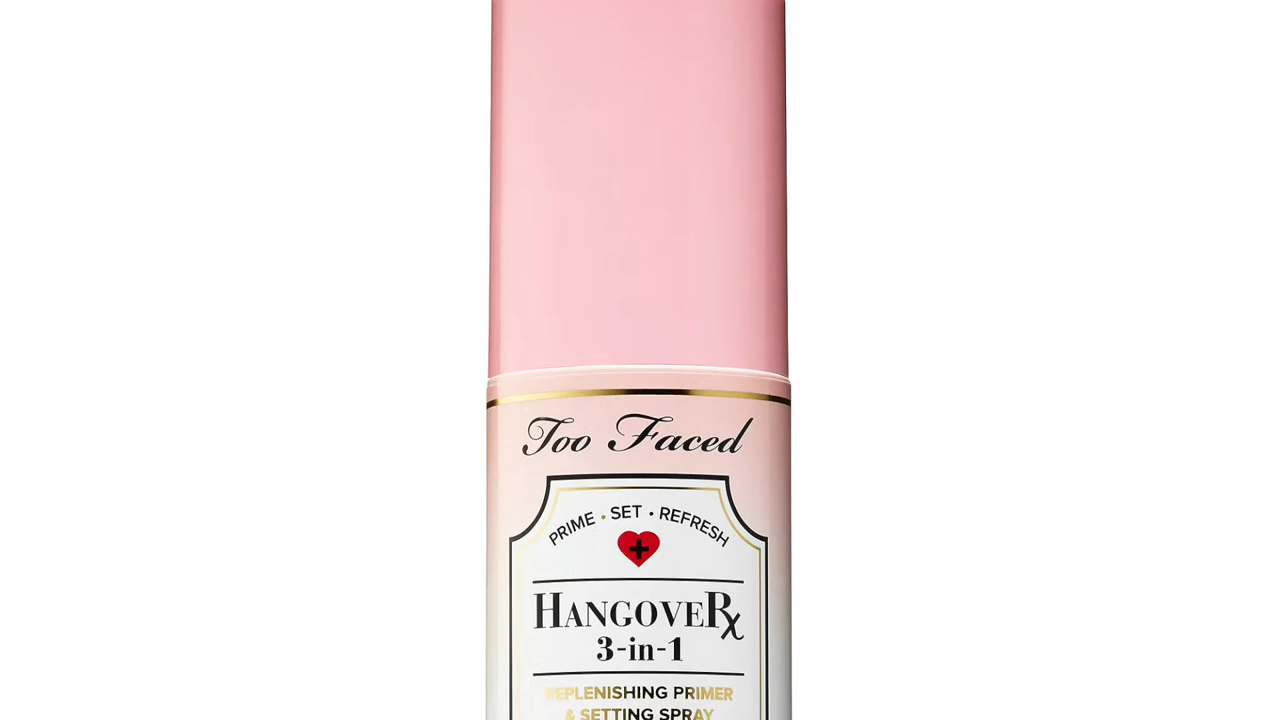 Too Faced
PRIME • SET • REFRESH
HANGOVERx
3-in-1
REPLENISHING PRIMER
& SETTING SPRAY